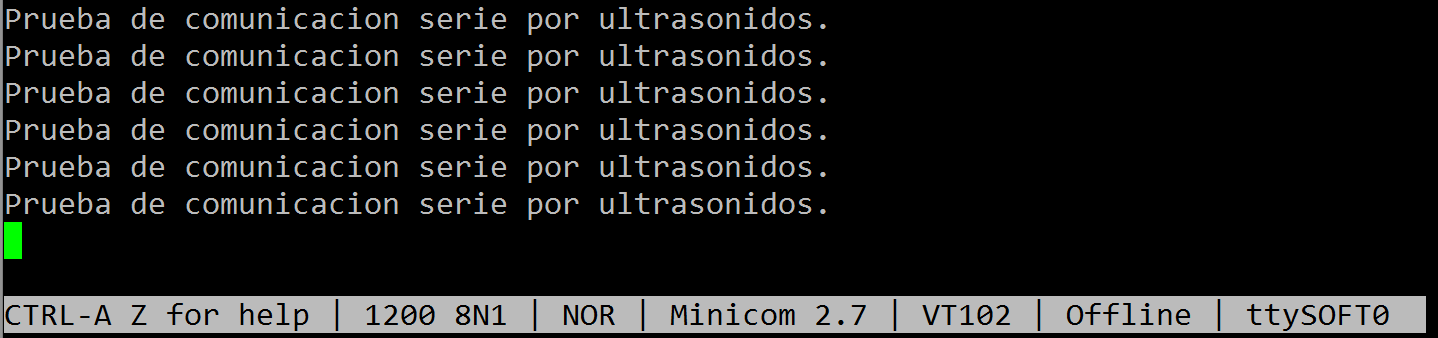 Prueba de comunicacion serie por ultrasonidos.
Prueba de comunicacion serie por ultrasonidos.
Prueba de comunicacion serie por ultrasonidos.
Prueba de comunicacion serie por ultrasonidos.
Prueba de comunicacion serie por ultrasonidos.
Prueba de comunicacion serie por ultrasonidos.
CTRL-A Z for help | 1200 8N1 | NOR | Minicom 2.7 | VT102 | Offline | ttySOFT0